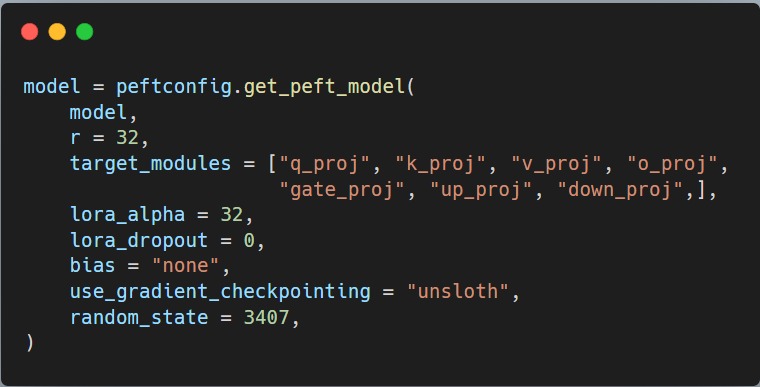 model = peftconfig.get_peft_model(
    model,
    r = 32,
    target_modules = ["q_proj", "k_proj", "v_proj", "o_proj",
                      "gate_proj", "up_proj", "down_proj",],
    lora_alpha = 32,
    lora_dropout = 0,
    bias = "none",
    use_gradient_checkpointing = "unsloth",
    random_state = 3407,
)